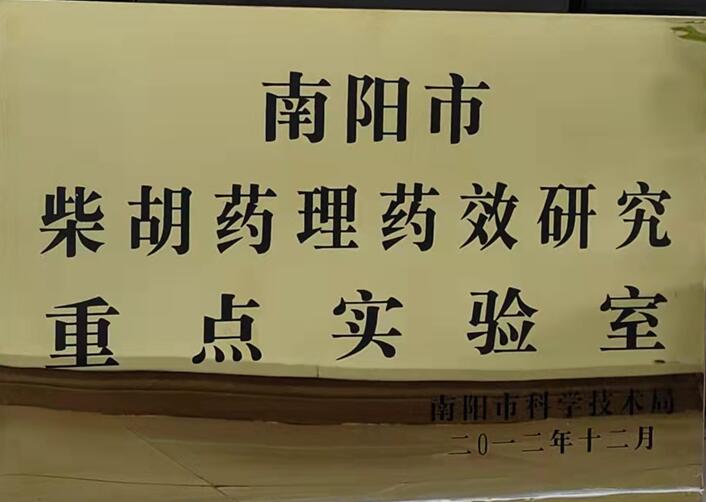 南阳市
柴胡药理药效研究
重点实验室
南阳市科学技术局
二〇一二年十二月